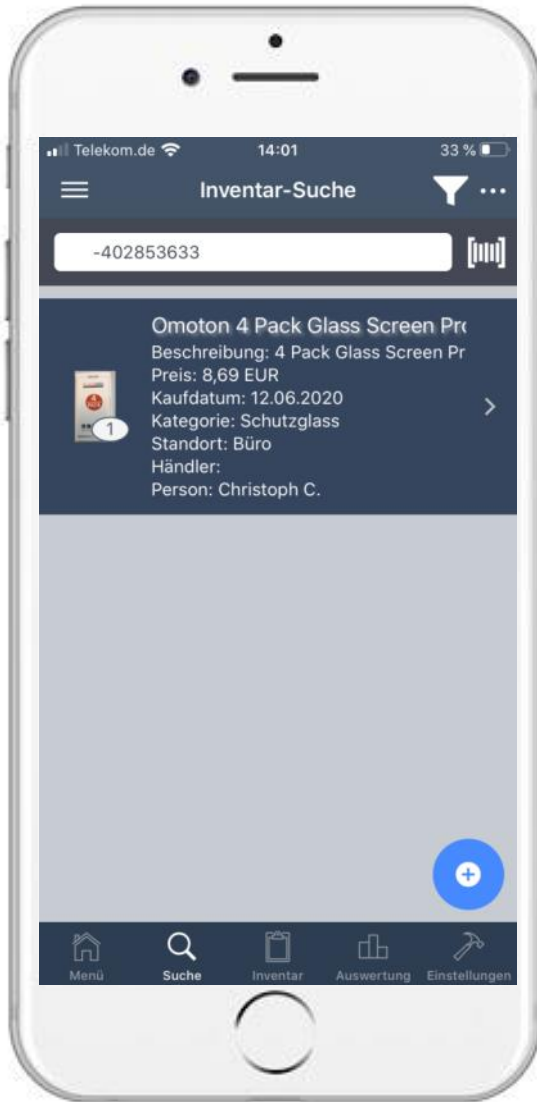 Telekom.de 14:01 33 %
Inventar-Suche
-402853633
Omoton 4 Pack Glass Screen Pro
Beschreibung: 4 Pack Glass Screen Pr
Preis: 8,69 EUR
Kaufdatum: 12.06.2020
Kategorie: Schutzglass
Standort: Büro
Händler:
Person: Christoph C.
1
Menü Suche Inventar Auswertung Einstellungen